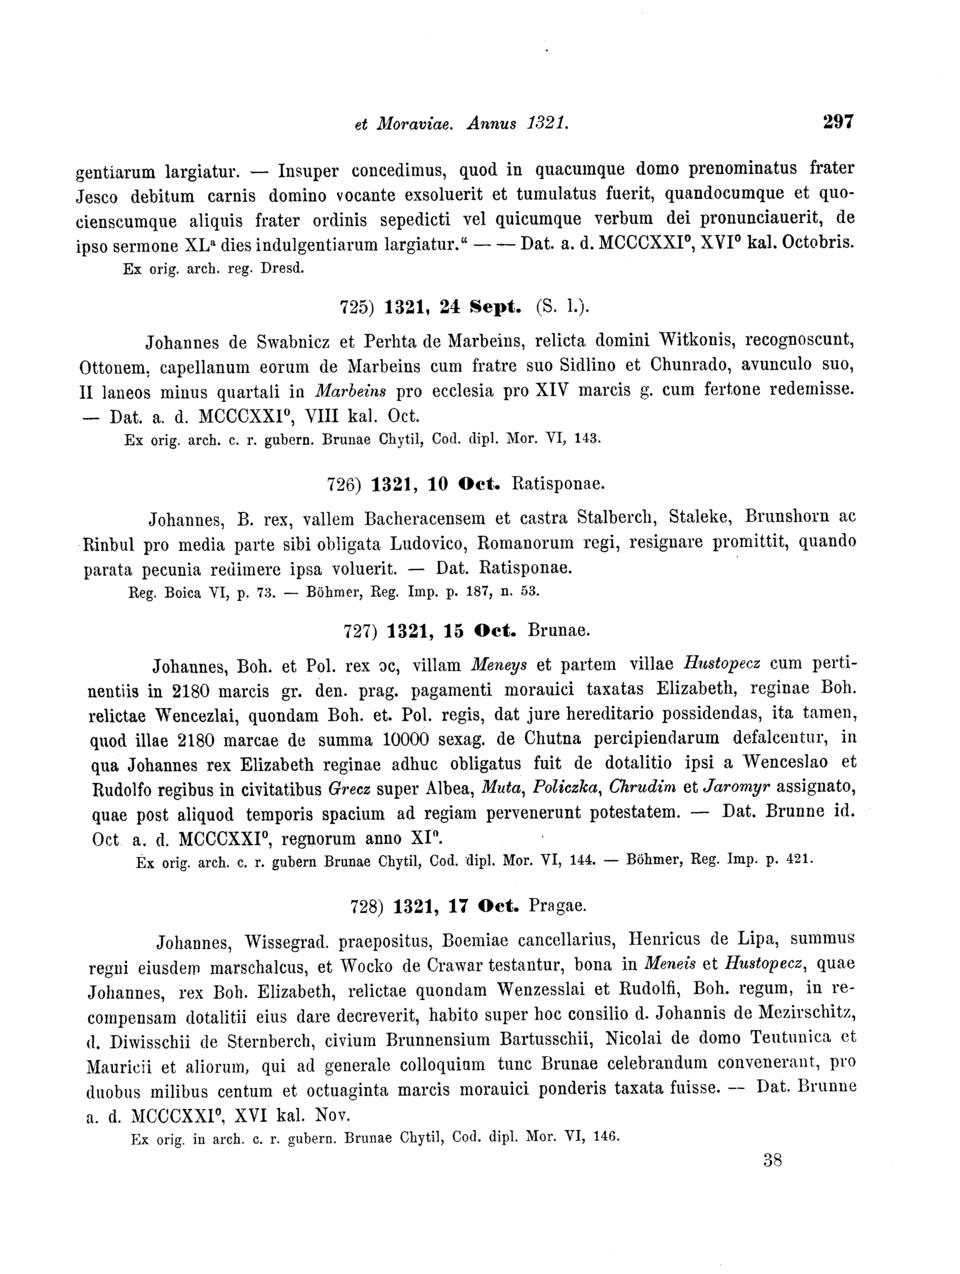 et Moraviae. Annus 1321. 297
gentiarum largiatur. — Insuper concedimus, quod in quacumque domo prenominatus frater
Jesco debitum carnis domino vocante exsoluerit et tumulatus fuerit, quandocumque et quo-
cienscumque aliquis frater ordinis sepedicti vel quicumque verbum dei pronunciauerit, de
ipso sermone XLª dies indulgentiarum largiatur.“ — — Dat. a. d. MCCCXXI⁰, XVI⁰ kal. Octobris.
Ex orig. arch. reg. Dresd.
725) 1321, 24 Sept. (S. l.).
Johannes de Swabnicz et Perhta de Marbeins, relicta domini Witkonis, recognoscunt,
Ottonem, capellanum eorum de Marbeins cum fratre suo Sidlino et Chunrado, avunculo suo,
II laneos minus quartali in Marbeins pro ecclesia pro XIV marcis g. cum fertone redemisse.
— Dat. a. d. MCCCXXI⁰, VIII kal. Oct.
Ex orig. arch. c. r. gubern. Brunae Chytil, Cod. dipl. Mor. VI, 143.
726) 1321, 10 Oct. Ratisponae.
Johannes, B. rex, vallem Bacheracensem et castra Stalberch, Staleke, Brunshorn ac
Rinbul pro media parte sibi obligata Ludovico, Romanorum regi, resignare promittit, quando
parata pecunia redimere ipsa voluerit. — Dat. Ratisponae.
Reg. Boica VI, p. 73. — Böhmer, Reg. Imp. p. 187, n. 53.
727) 1321, 15 Oct. Brunae.
Johannes, Boh. et Pol. rex ɔc, villam Meneys et partem villae Hustopecz cum perti-
nentiis in 2180 marcis gr. den. prag. pagamenti morauici taxatas Elizabeth, reginae Boh.
relictae Wencezlai, quondam Boh. et. Pol. regis, dat jure hereditario possidendas, ita tamen,
quod illae 2180 marcae de summa 10000 sexag. de Chutna percipiendarum defalcentur, in
qua Johannes rex Elizabeth reginae adhuc obligatus fuit de dotalitio ipsi a Wenceslao et
Rudolfo regibus in civitatibus Grecz super Albea, Muta, Policzka, Chrudim et Jaromyr assignato,
quae post aliquod temporis spacium ad regiam pervenerunt potestatem. — Dat. Brunne id.
Oct a. d. MCCCXXI⁰, regnorum anno XI⁰.
Ex orig. arch. c. r. gubern Brunae Chytil, Cod. dipl. Mor. VI, 144. — Böhmer, Reg. Imp. p. 421.
728) 1321, 17 Oct. Pragae.
Johannes, Wissegrad. praepositus, Boemiae cancellarius, Henricus de Lipa, summus
regni eiusdem marschalcus, et Wocko de Crawar testantur, bona in Meneis et Hustopecz, quae
Johannes, rex Boh. Elizabeth, relictae quondam Wenzesslai et Rudolfi, Boh. regum, in re-
compensam dotalitii eius dare decreverit, habito super hoc consilio d. Johannis de Mezirschitz,
d. Diwisschii de Sternberch, civium Brunnensium Bartusschii, Nicolai de domo Teutunica et
Mauricii et aliorum, qui ad generale colloquium tunc Brunae celebrandum convenerant, pro
duobus milibus centum et octuaginta marcis morauici ponderis taxata fuisse. — Dat. Brunne
a. d. MCCCXXI⁰, XVI kal. Nov.
Ex orig. in arch. c. r. gubern. Brunae Chytil, Cod. dipl. Mor. VI, 146.
38